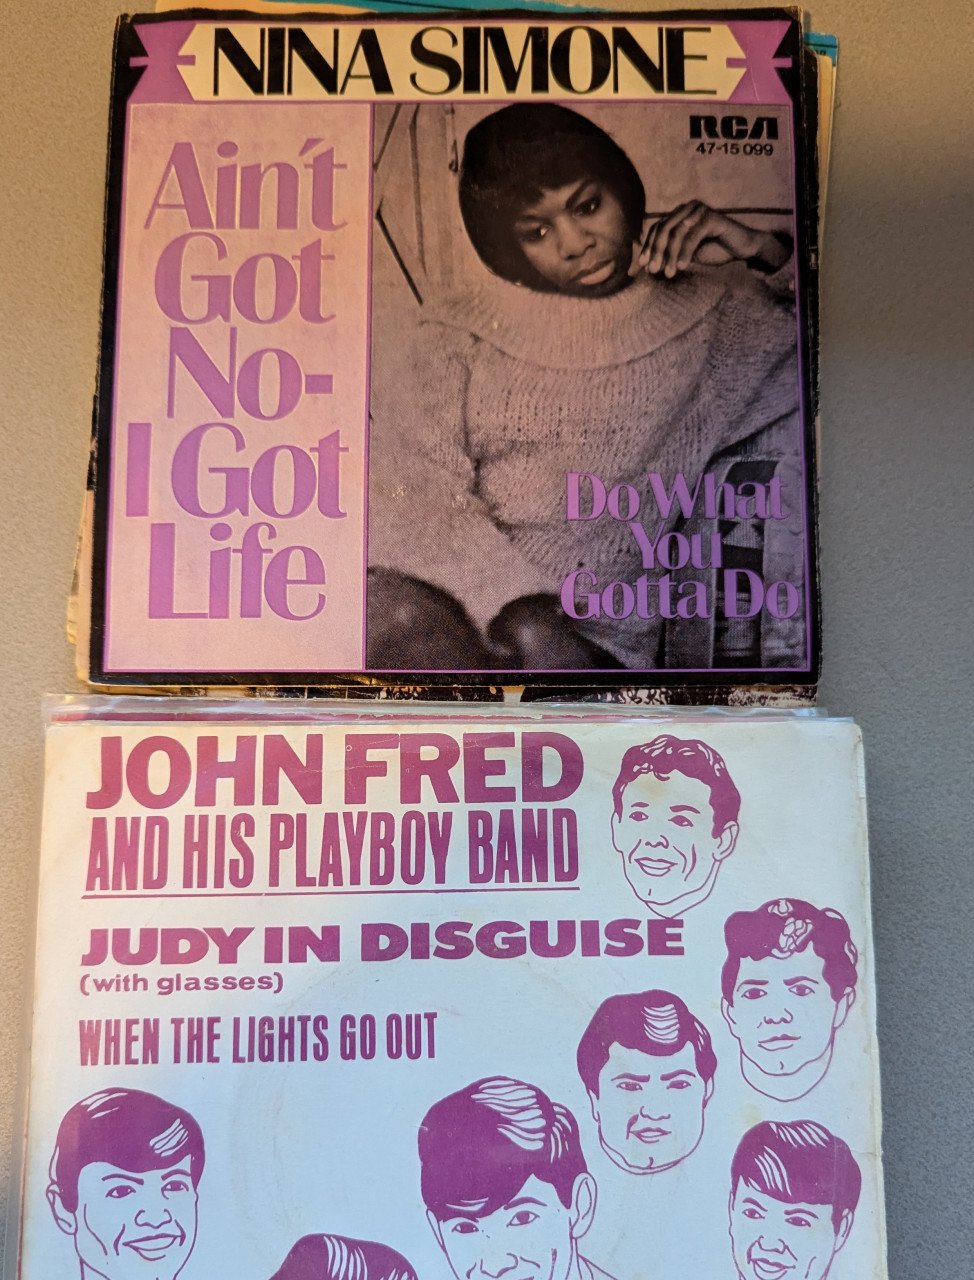 NINA SIMONE
RCA
47-15 099
Ain't
Got
No-
I Got
Life
Do What
You
Gotta Do
JOHN FRED
AND HIS PLAYBOY BAND
JUDY IN DISGUISE
(with glasses)
WHEN THE LIGHTS GO OUT